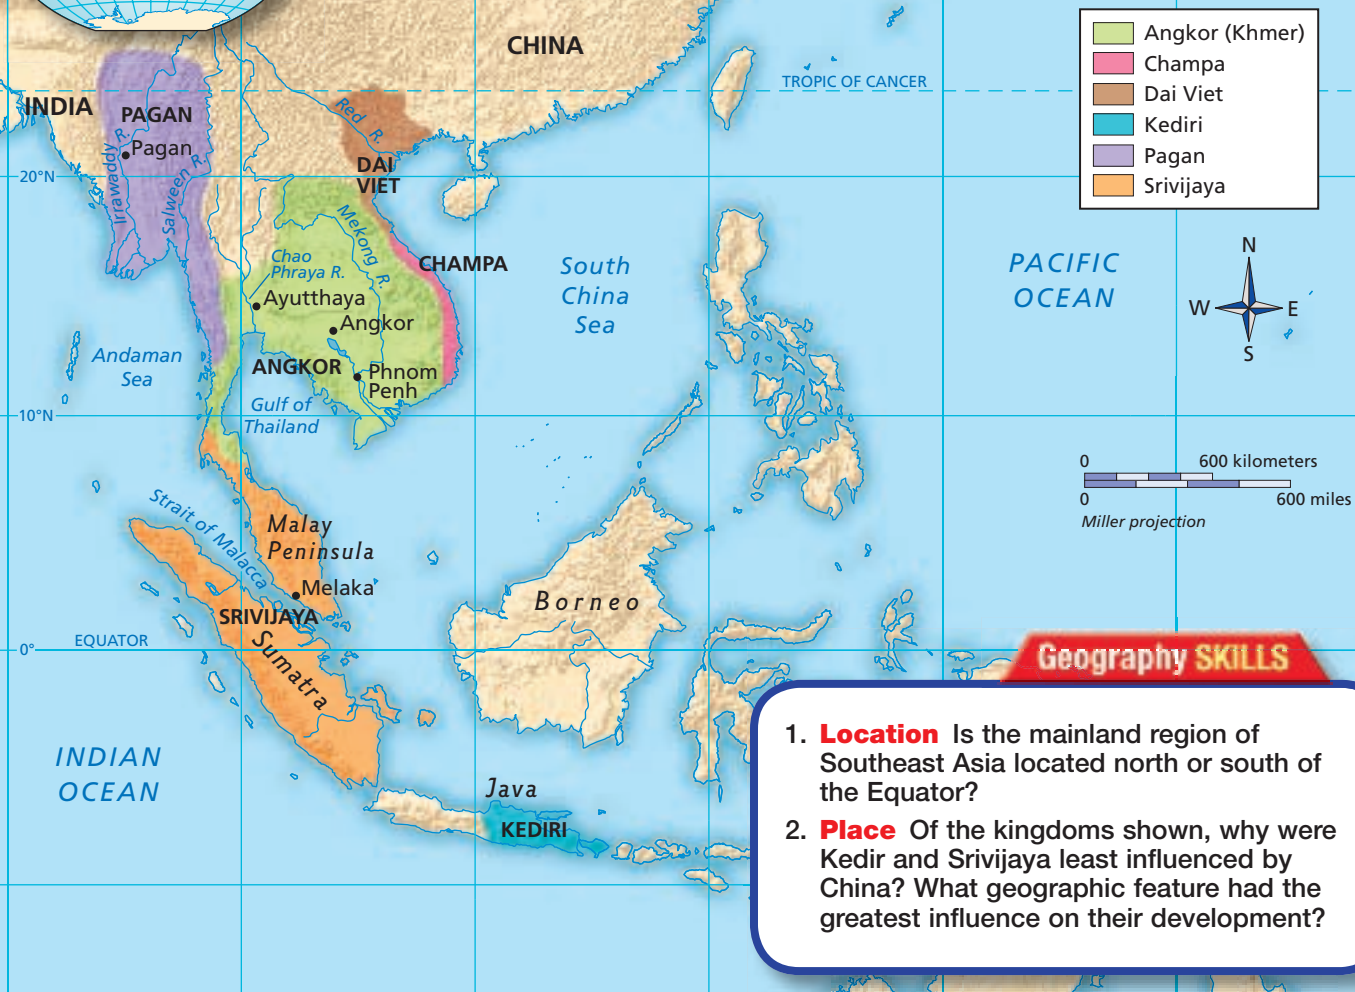 CHINA
TROPIC OF CANCER
Angkor (Khmer)
Champa
Dai Viet
Kediri
Pagan
Srivijaya
INDIA
PAGAN
Pagan
Irrawaddy R.
Salween R.
Red R.
DAI
VIET
20°N
Mekong R.
Chao
Phraya R.
CHAMPA
South
China
Sea
PACIFIC
OCEAN
N
W
E
S
Ayutthaya
Angkor
Andaman
Sea
ANGKOR
Phnom
Penh
Gulf of
Thailand
10°N
0
600 kilometers
0
600 miles
Miller projection
Strait of Malacca
Malay
Peninsula
Melaka
SRIVIJAYA
Sumatra
Borneo
EQUATOR
0°
INDIAN
OCEAN
Java
KEDIRI
Geography SKILLS
1. Location Is the mainland region of
Southeast Asia located north or south of
the Equator?
2. Place Of the kingdoms shown, why were
Kedir and Srivijaya least influenced by
China? What geographic feature had the
greatest influence on their development?